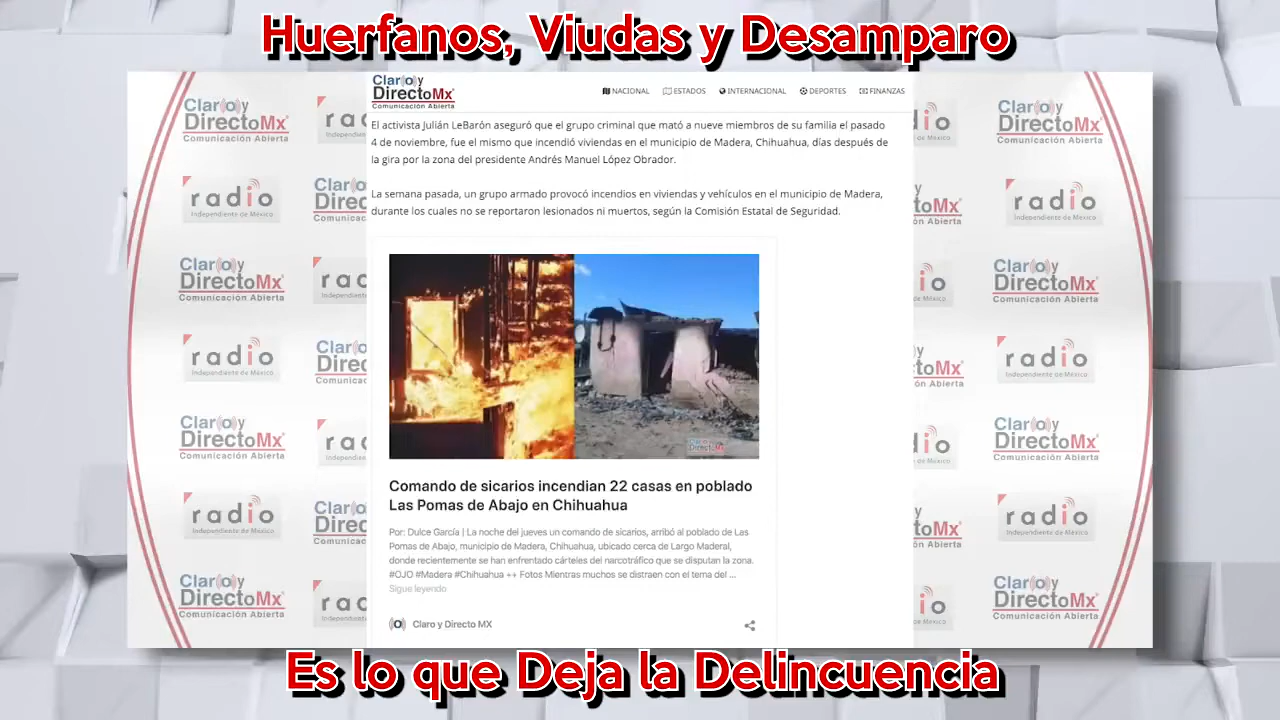 Huerfanos, Viudas y Desamparo
Claro y
DirectoMx
Comunicación Abierta
NACIONAL ESTADOS INTERNACIONAL DEPORTES FINANZAS
El activista Julián LeBarón aseguró que el grupo criminal que mató a nueve miembros de su familia el pasado
4 de noviembre, fue el mismo que incendió viviendas en el municipio de Madera, Chihuahua, días después de
la gira por la zona del presidente Andrés Manuel López Obrador.
La semana pasada, un grupo armado provocó incendios en viviendas y vehículos en el municipio de Madera,
durante los cuales no se reportaron lesionados ni muertos, según la Comisión Estatal de Seguridad.
Claro y
DirectoMx
Comunicación Abierta
radio
Independiente de México
Comando de sicarios incendian 22 casas en poblado
Las Pomas de Abajo en Chihuahua
Por: Dulce García | La noche del jueves un comando de sicarios, arribó al poblado de Las
Pomas de Abajo, municipio de Madera, Chihuahua, ubicado cerca de Largo Maderal,
donde recientemente se han enfrentado cárteles del narcotráfico que se disputan la zona.
#OJO #Madera #Chihuahua ++ Fotos Mientras muchos se distraen con el tema del ...
Sigue leyendo
Claro y Directo MX
Es lo que Deja la Delincuencia